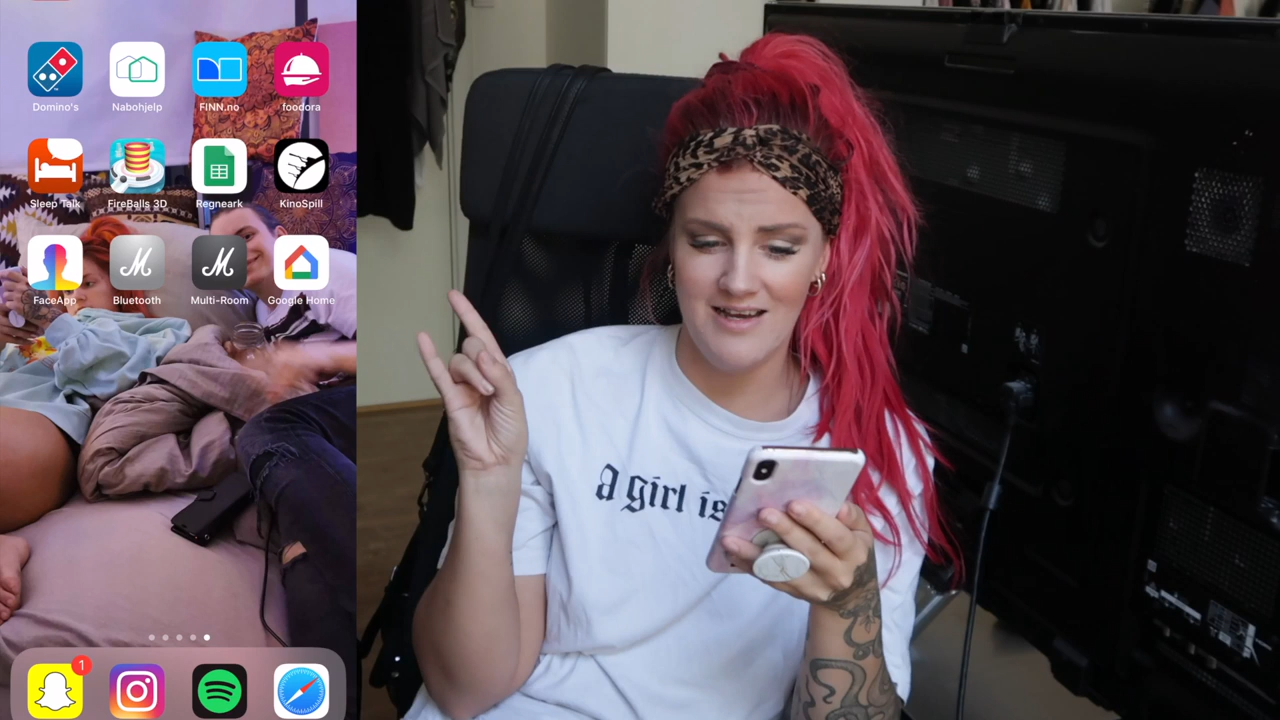 Domino's Nabohjelp FINN.no foodora
Sleep Talk FireBalls 3D Regneark KinoSpill
FaceApp Bluetooth Multi-Room Google Home
1
a girl is